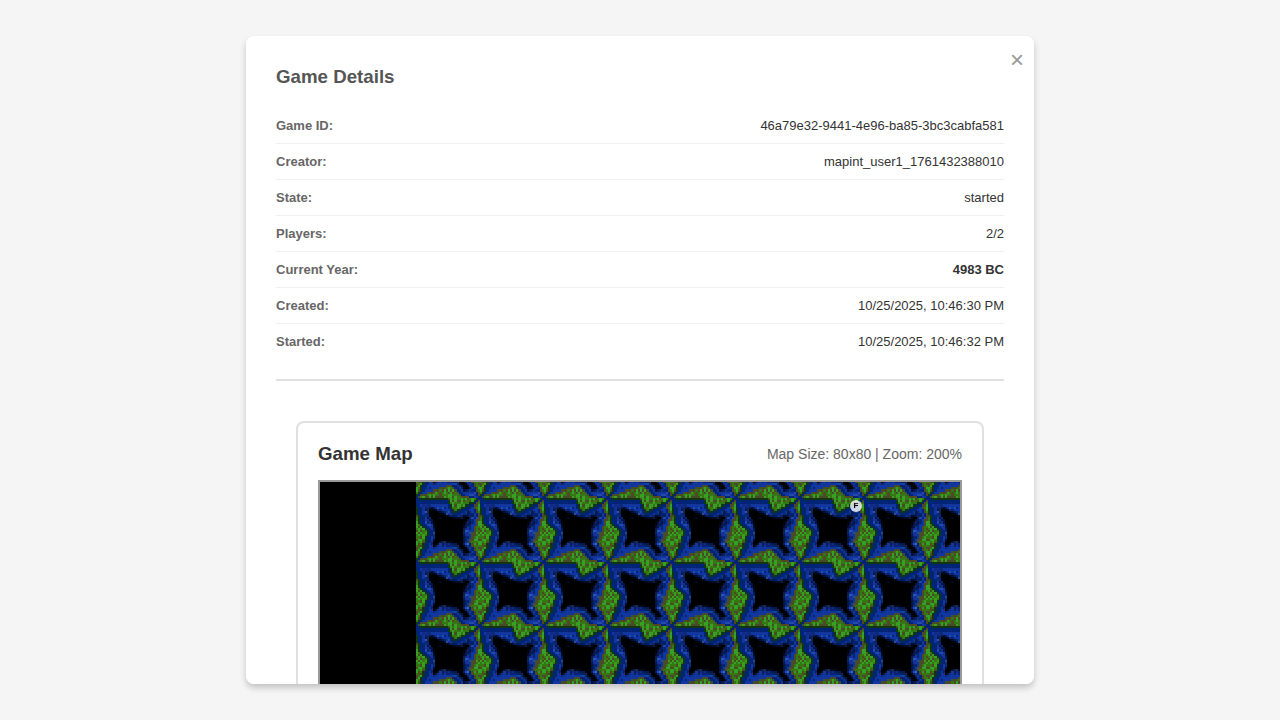 ×
Game Details
Game ID: 46a79e32-9441-4e96-ba85-3bc3cabfa581
Creator: mapint_user1_1761432388010
State: started
Players: 2/2
Current Year: 4983 BC
Created: 10/25/2025, 10:46:30 PM
Started: 10/25/2025, 10:46:32 PM
Game Map Map Size: 80x80 | Zoom: 200%
F